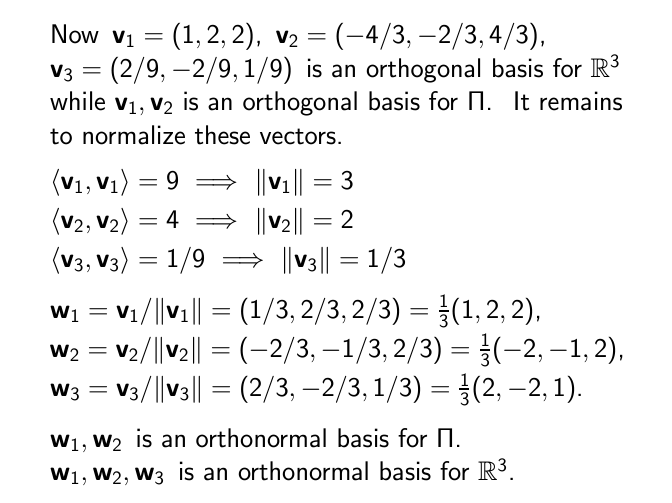 Now v₁ = (1, 2, 2), v₂ = (−4/3, −2/3, 4/3),
v₃ = (2/9, −2/9, 1/9) is an orthogonal basis for ℝ³
while v₁, v₂ is an orthogonal basis for Π. It remains
to normalize these vectors.
⟨v₁, v₁⟩ = 9 ⟹ ‖v₁‖ = 3
⟨v₂, v₂⟩ = 4 ⟹ ‖v₂‖ = 2
⟨v₃, v₃⟩ = 1/9 ⟹ ‖v₃‖ = 1/3
w₁ = v₁/‖v₁‖ = (1/3, 2/3, 2/3) = ⅓(1, 2, 2),
w₂ = v₂/‖v₂‖ = (−2/3, −1/3, 2/3) = ⅓(−2, −1, 2),
w₃ = v₃/‖v₃‖ = (2/3, −2/3, 1/3) = ⅓(2, −2, 1).
w₁, w₂ is an orthonormal basis for Π.
w₁, w₂, w₃ is an orthonormal basis for ℝ³.